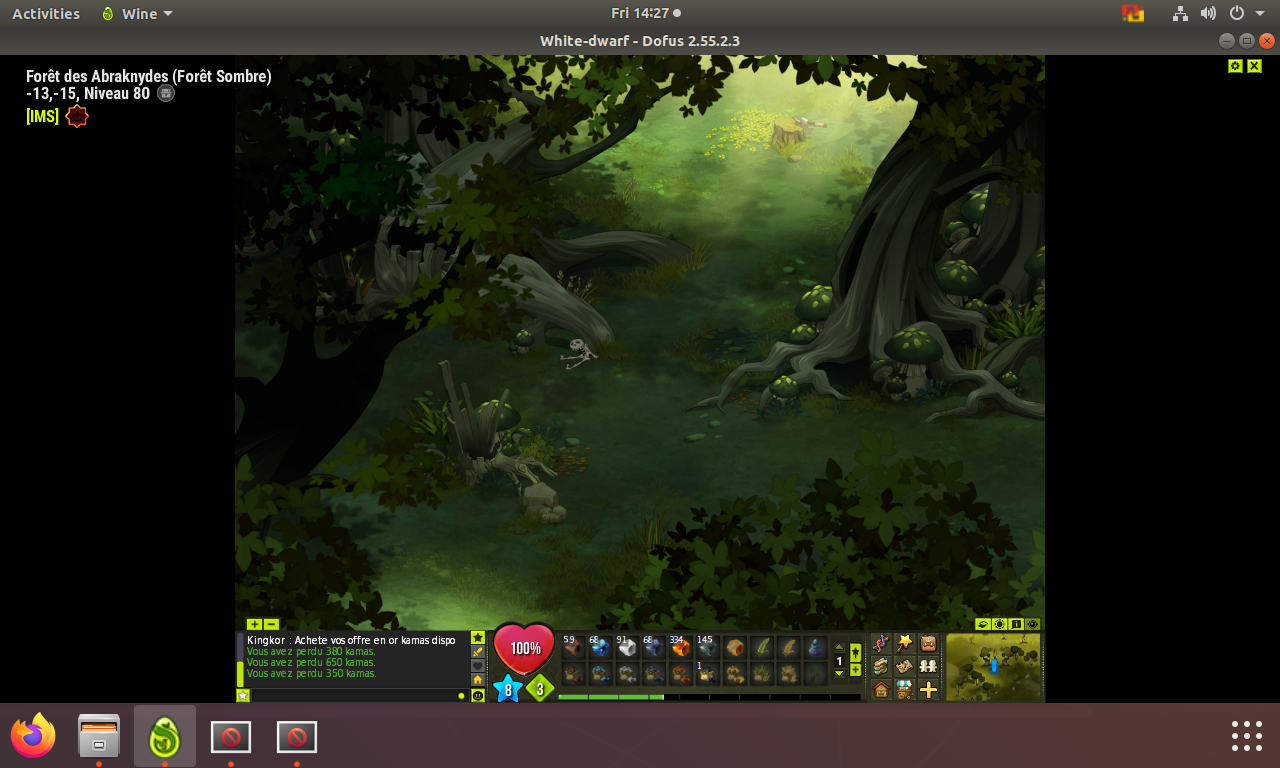 Activities
Wine
Fri 14:27
White-dwarf - Dofus 2.55.2.3
Forêt des Abraknydes (Forêt Sombre)
-13,-15, Niveau 80
[IMS]
Kingkor : Achete vos offre en or kamas dispo
Vous avez perdu 380 kamas.
Vous avez perdu 650 kamas.
Vous avez perdu 350 kamas.
100%
8
3
59 68 91 68 334 145
1
1